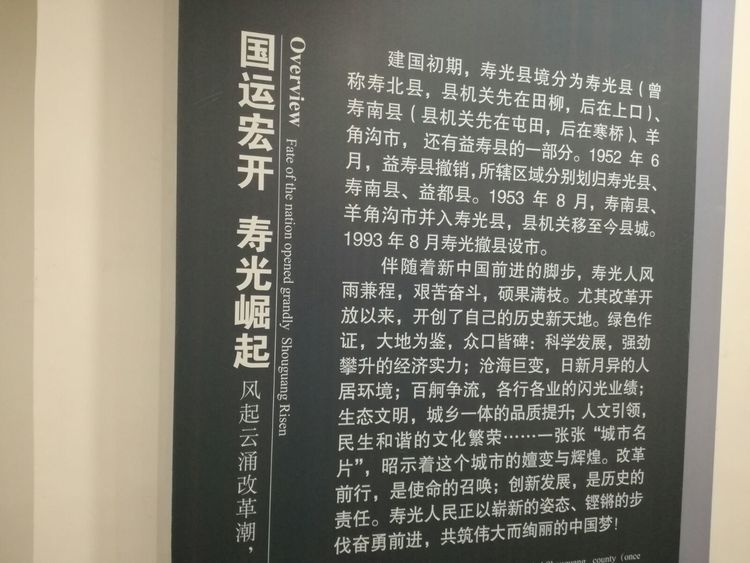 国运宏开 寿光崛起
Overview Fate of the nation opened grandly Shouguang Risen
风起云涌改革潮，
建国初期，寿光县境分为寿光县（曾
称寿北县，县机关先在田柳，后在上口）、
寿南县（县机关先在屯田，后在寒桥）、羊
角沟市， 还有益寿县的一部分。1952 年 6
月，益寿县撤销，所辖区域分别划归寿光县、
寿南县、益都县。1953 年 8 月，寿南县、
羊角沟市并入寿光县，县机关移至今县城。
1993 年 8 月寿光撤县设市。
伴随着新中国前进的脚步，寿光人风
雨兼程，艰苦奋斗，硕果满枝。尤其改革开
放以来，开创了自己的历史新天地。绿色作
证，大地为鉴，众口皆碑：科学发展，强劲
攀升的经济实力；沧海巨变，日新月异的人
居环境；百舸争流，各行各业的闪光业绩；
生态文明，城乡一体的品质提升；人文引领，
民生和谐的文化繁荣……一张张“城市名
片”，昭示着这个城市的嬗变与辉煌。改革
前行，是使命的召唤；创新发展，是历史的
责任。寿光人民正以崭新的姿态、铿锵的步
伐奋勇前进，共筑伟大而绚丽的中国梦！
county (once